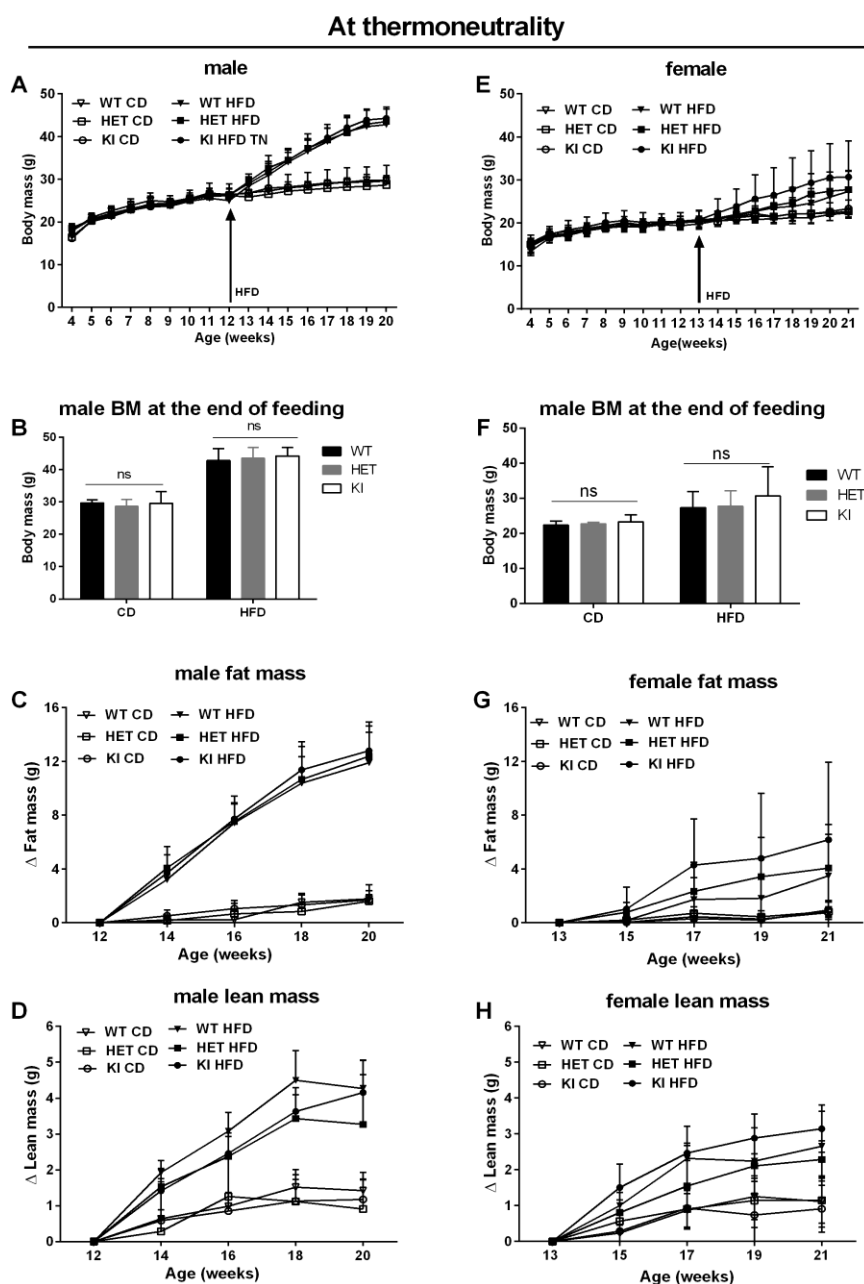 At thermoneutrality
male
A
WT CD
WT HFD
HET CD
HET HFD
KI CD
KI HFD TN
Body mass (g)
50
40
30
20
10
0
HFD
4 5 6 7 8 9 10 11 12 13 14 15 16 17 18 19 20
Age (weeks)
female
E
WT CD
WT HFD
HET CD
HET HFD
KI CD
KI HFD
Body mass (g)
50
40
30
20
10
0
HFD
4 5 6 7 8 9 10 11 12 13 14 15 16 17 18 19 20 21
Age(weeks)
male BM at the end of feeding
B
ns
ns
WT
HET
KI
Body mass (g)
50
40
30
20
10
0
CD
HFD
male BM at the end of feeding
F
ns
ns
WT
HET
KI
Body mass (g)
50
40
30
20
10
0
CD
HFD
male fat mass
C
WT CD
WT HFD
HET CD
HET HFD
KI CD
KI HFD
Δ Fat mass (g)
16
12
8
4
0
12 14 16 18 20
Age (weeks)
female fat mass
G
WT CD
WT HFD
HET CD
HET HFD
KI CD
KI HFD
Δ Fat mass (g)
16
12
8
4
0
13 15 17 19 21
Age (weeks)
male lean mass
D
WT CD
WT HFD
HET CD
HET HFD
KI CD
KI HFD
Δ Lean mass (g)
6
5
4
3
2
1
0
12 14 16 18 20
Age (weeks)
female lean mass
H
WT CD
WT HFD
HET CD
HET HFD
KI CD
KI HFD
Δ Lean mass (g)
6
5
4
3
2
1
0
13 15 17 19 21
Age (weeks)